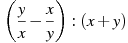 (y/x − x/y) : (x + y)